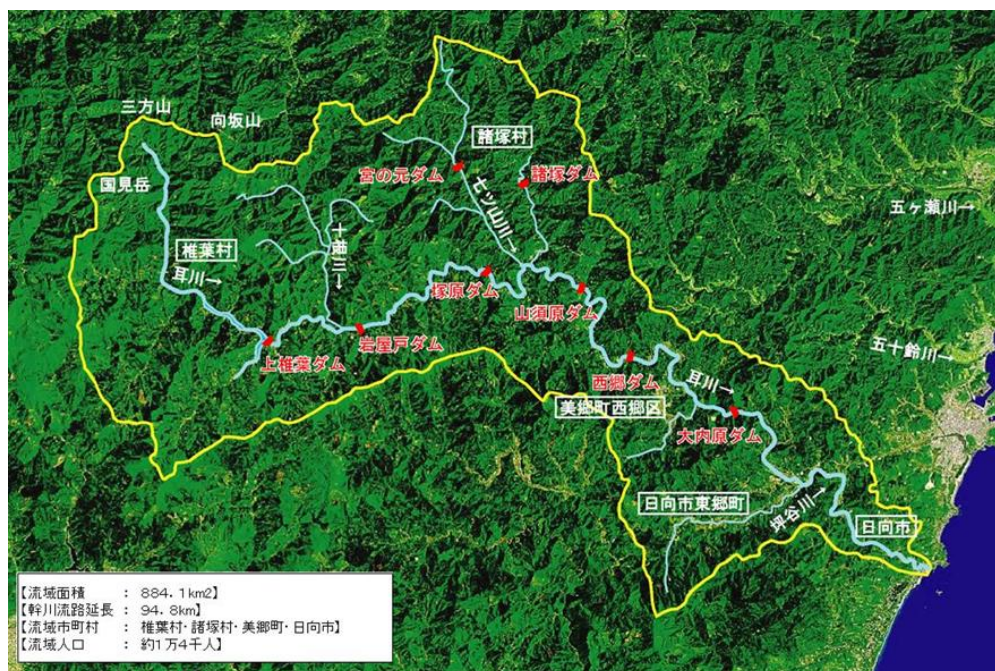 三方山
向坂山
国見岳
諸塚村
宮の元ダム
諸塚ダム
七ツ山川→
五ヶ瀬川→
椎葉村
耳川→
十根川→
塚原ダム
山須原ダム
上椎葉ダム
岩屋戸ダム
五十鈴川→
西郷ダム
耳川→
美郷町西郷区
大内原ダム
日向市東郷町
坪谷川→
日向市
【流域面積 : 884.1km2】
【幹川流路延長 : 94.8km】
【流域市町村 : 椎葉村・諸塚村・美郷町・日向市】
【流域人口 : 約1万4千人】